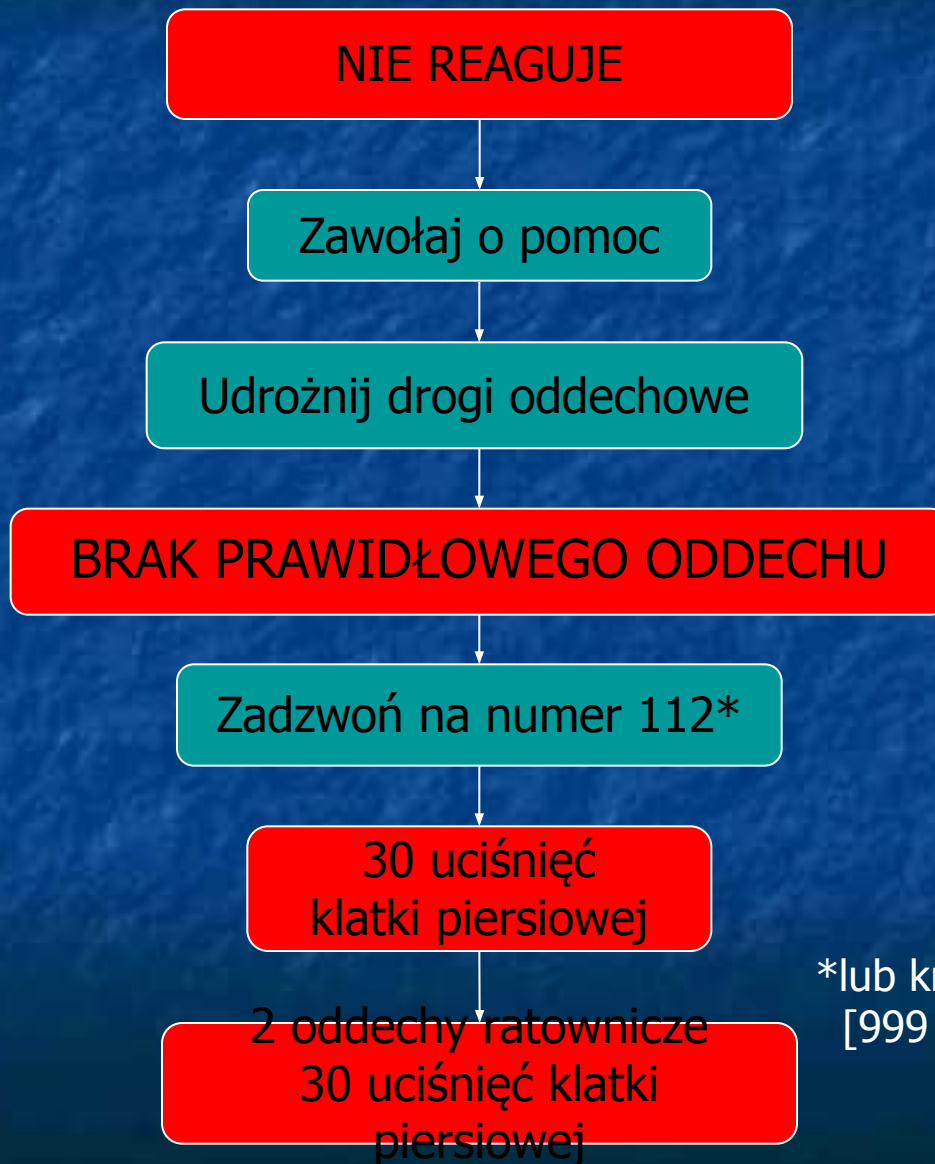 NIE REAGUJE
Zawołaj o pomoc
Udrożnij drogi oddechowe
BRAK PRAWIDŁOWEGO ODDECHU
Zadzwoń na numer 112*
30 uciśnięć
klatki piersiowej
*lub
[999
2 oddechy ratownicze
30 uciśnięć klatki
piersiowej